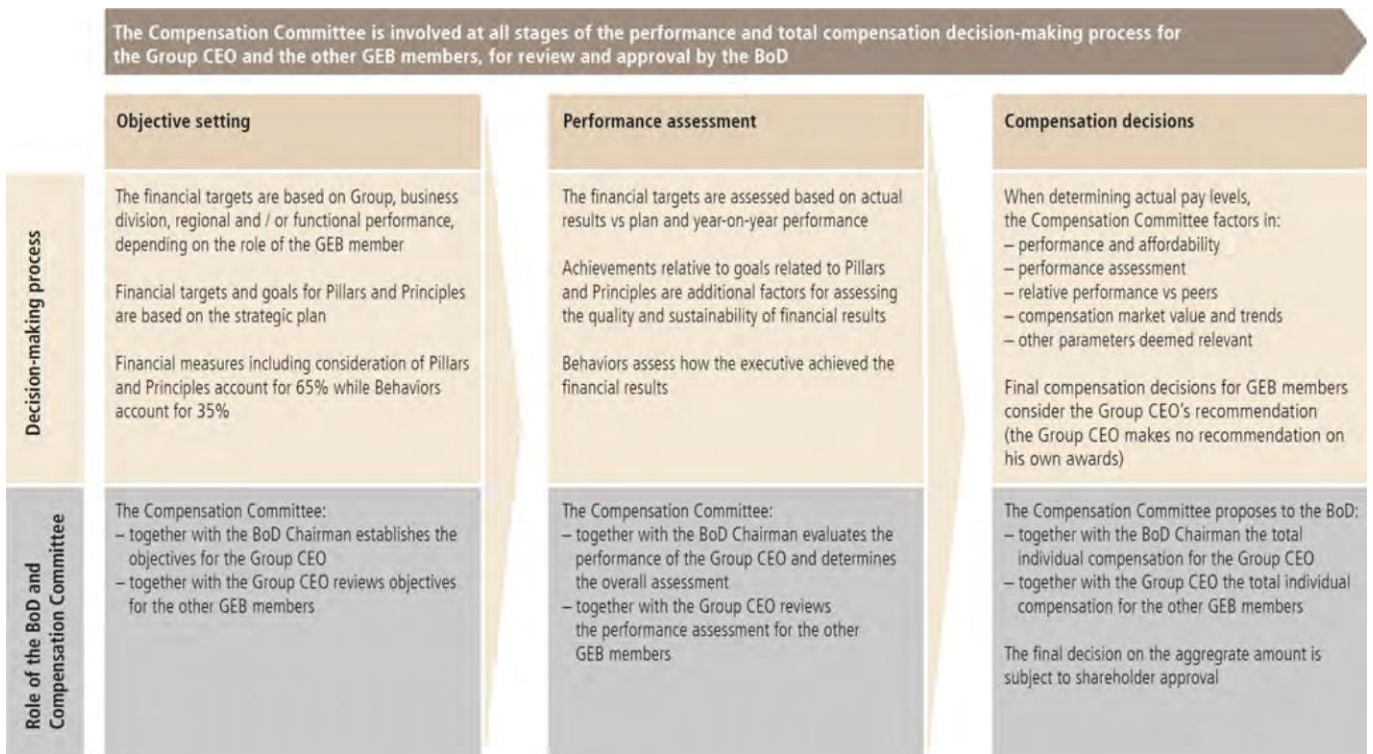 The Compensation Committee is involved at all stages of the performance and total compensation decision-making process for
the Group CEO and the other GEB members, for review and approval by the BoD
Objective setting
Performance assessment
Compensation decisions
Decision-making process
The financial targets are based on Group, business
division, regional and / or functional performance,
depending on the role of the GEB member
Financial targets and goals for Pillars and Principles
are based on the strategic plan
Financial measures including consideration of Pillars
and Principles account for 65% while Behaviors
account for 35%
The financial targets are assessed based on actual
results vs plan and year-on-year performance
Achievements relative to goals related to Pillars
and Principles are additional factors for assessing
the quality and sustainability of financial results
Behaviors assess how the executive achieved the
financial results
When determining actual pay levels,
the Compensation Committee factors in:
– performance and affordability
– performance assessment
– relative performance vs peers
– compensation market value and trends
– other parameters deemed relevant
Final compensation decisions for GEB members
consider the Group CEO's recommendation
(the Group CEO makes no recommendation on
his own awards)
Role of the BoD and
Compensation Committee
The Compensation Committee:
– together with the BoD Chairman establishes the
objectives for the Group CEO
– together with the Group CEO reviews objectives
for the other GEB members
The Compensation Committee:
– together with the BoD Chairman evaluates the
performance of the Group CEO and determines
the overall assessment
– together with the Group CEO reviews
the performance assessment for the other
GEB members
The Compensation Committee proposes to the BoD:
– together with the BoD Chairman the total
individual compensation for the Group CEO
– together with the Group CEO the total individual
compensation for the other GEB members
The final decision on the aggregrate amount is
subject to shareholder approval